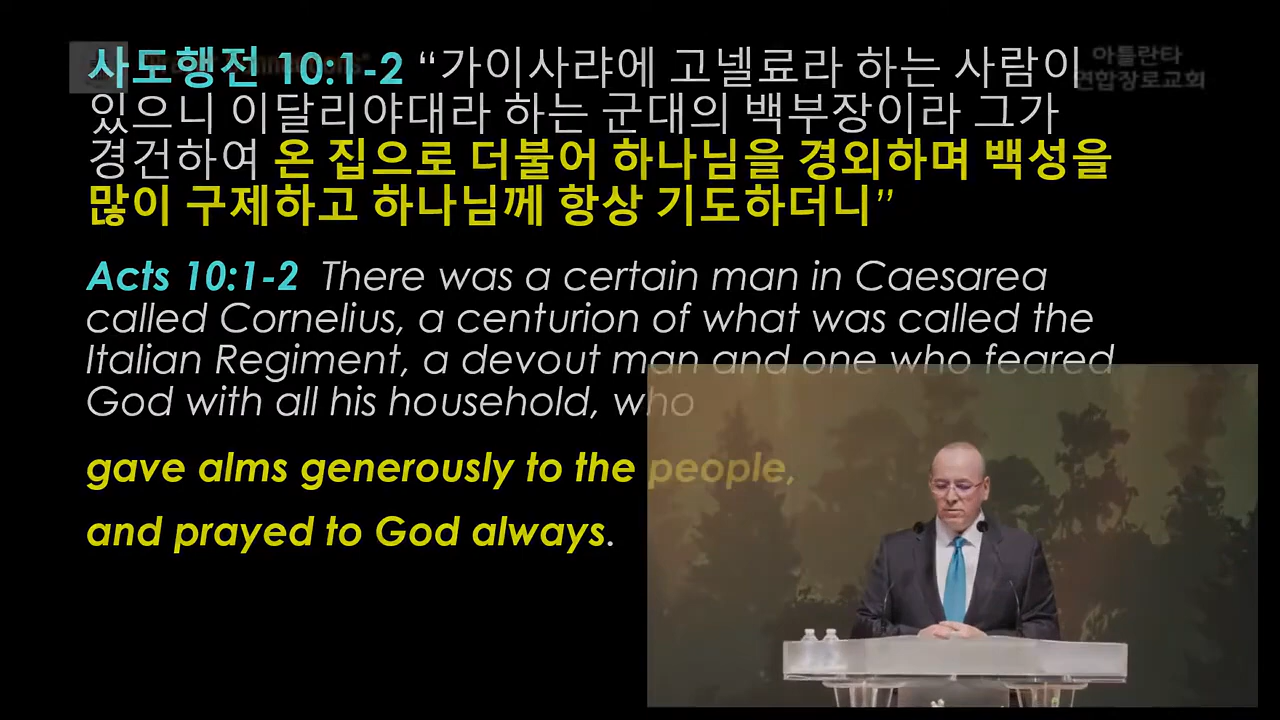 사도행전 10:1-2 “가이사랴에 고넬료라 하는 사람이
있으니 이달리야대라 하는 군대의 백부장이라 그가
경건하여 온 집으로 더불어 하나님을 경외하며 백성을
많이 구제하고 하나님께 항상 기도하더니”
아틀란타
연합장로교회
Acts 10:1-2 There was a certain man in Caesarea
called Cornelius, a centurion of what was called the
Italian Regiment, a devout man and one who feared
God with all his household, who
gave alms generously to the people,
and prayed to God always.